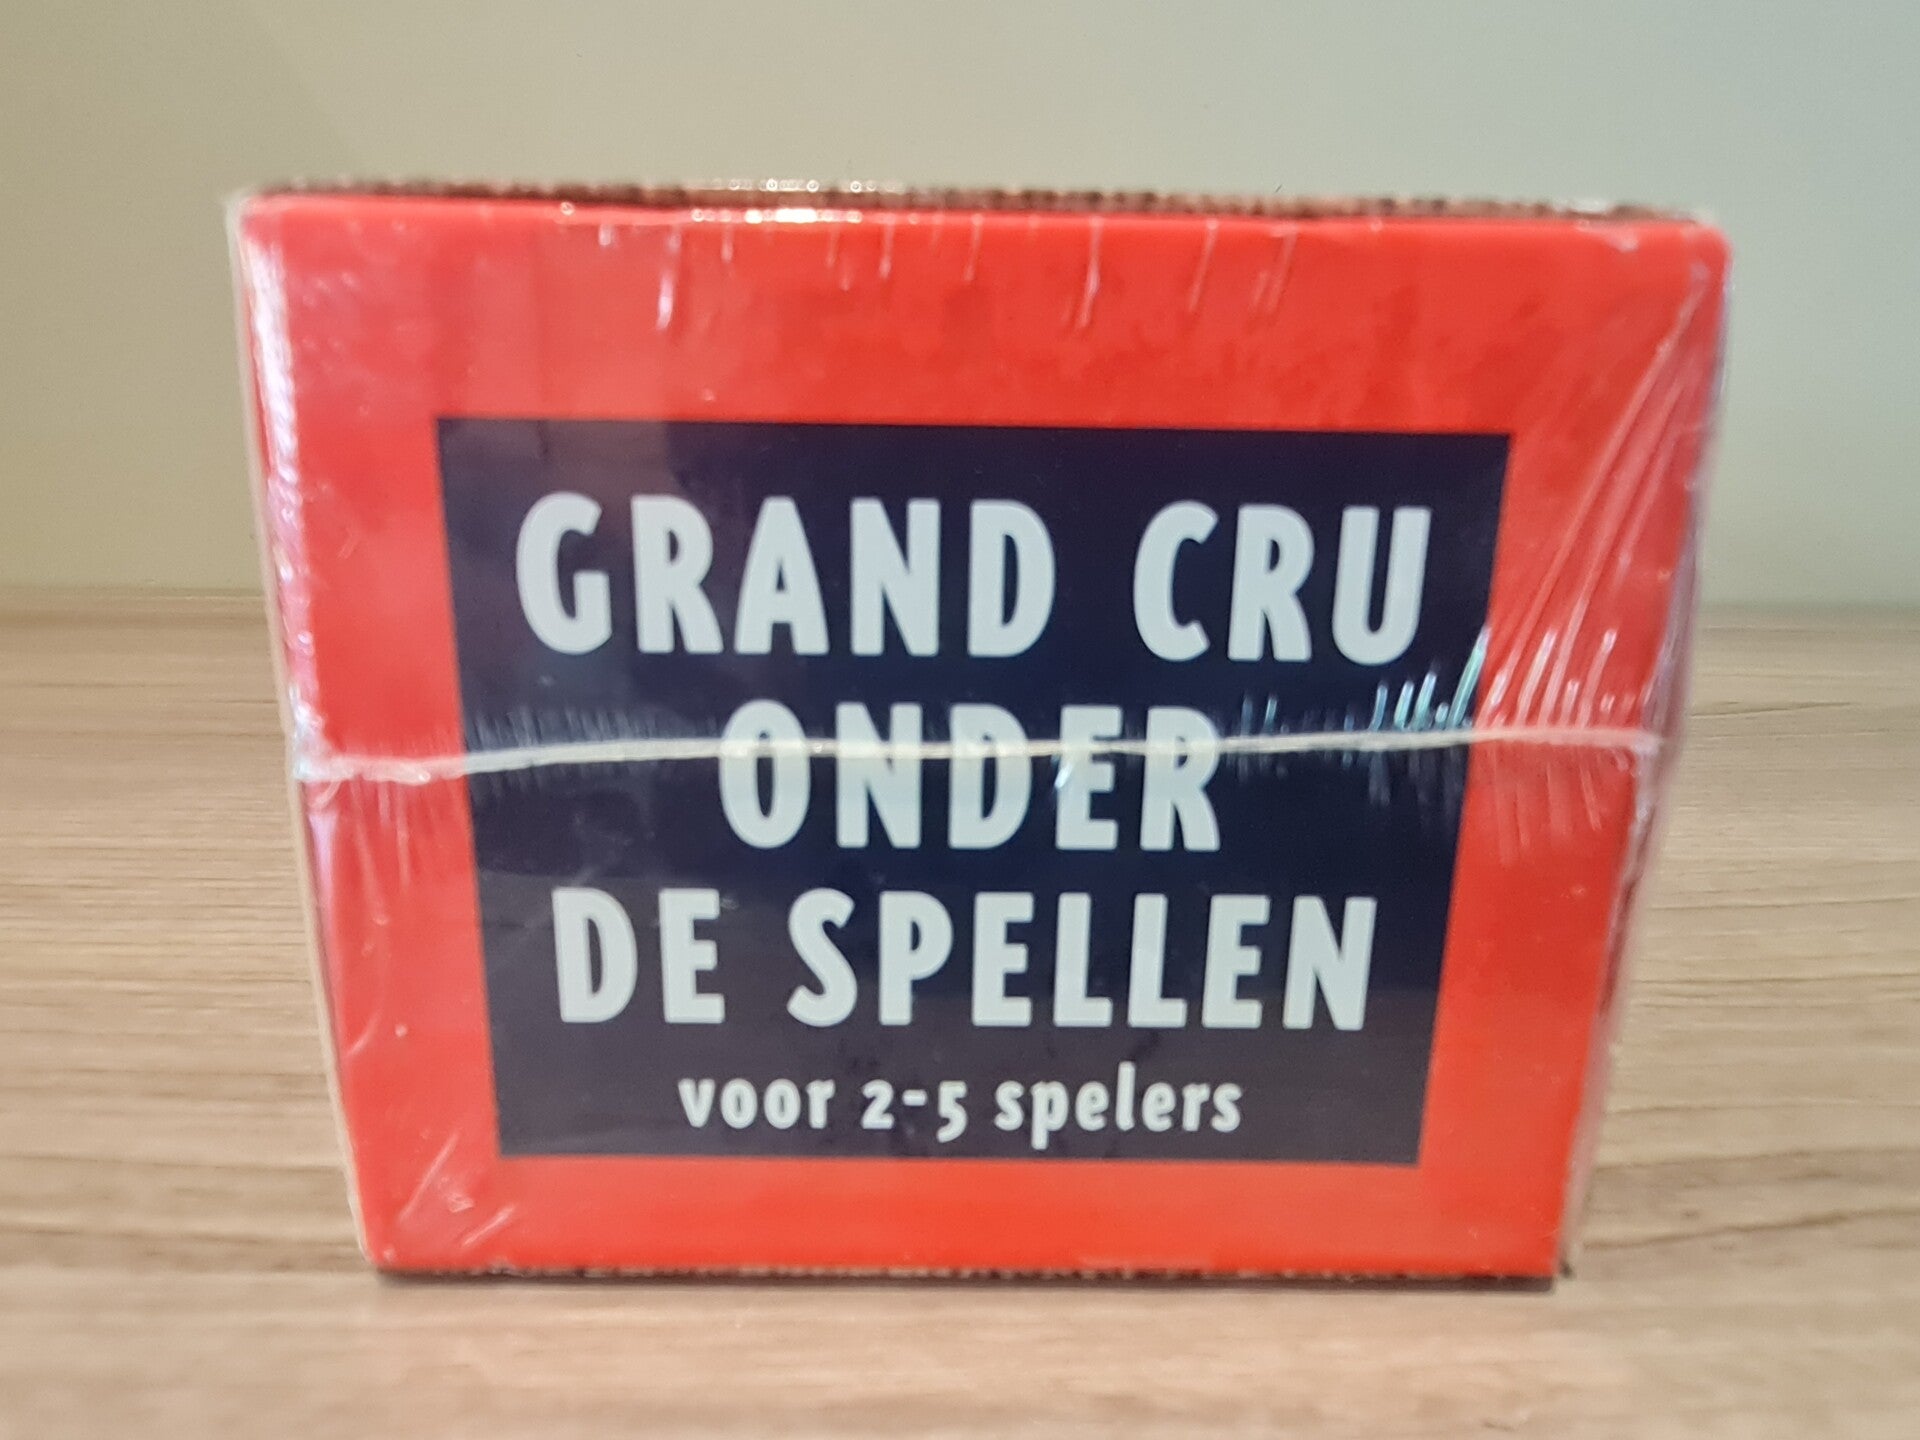 GRAND CRU
ONDER
DE SPELLEN
voor 2-5 spelers